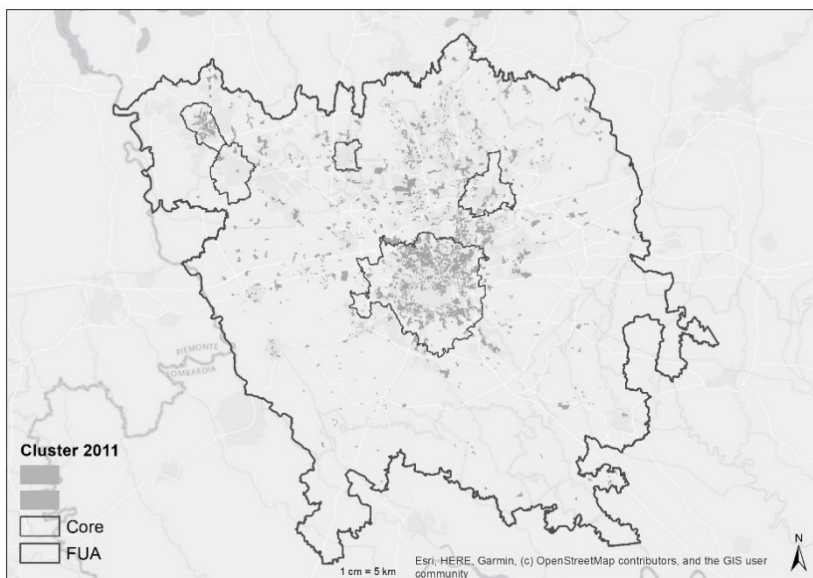 PIEMONTE
LOMBARDIA
Cluster 2011
Core
FUA
1 cm = 5 km
Esri, HERE, Garmin, (c) OpenStreetMap contributors, and the GIS user
community
N